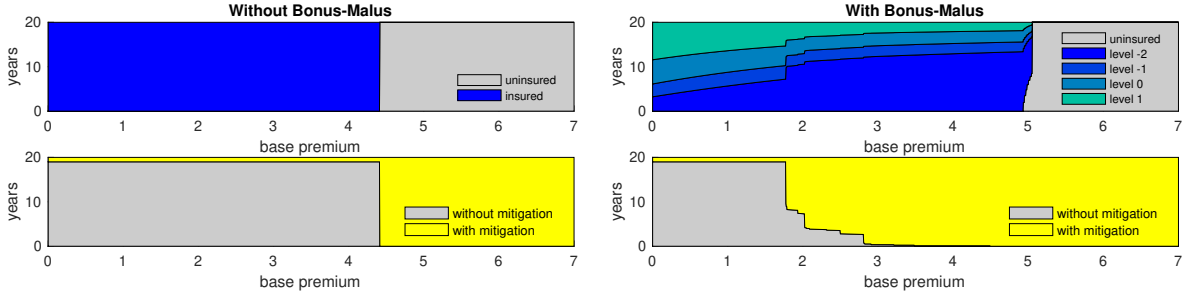 Without Bonus-Malus
20
10
0
years
uninsured
insured
0 1 2 3 4 5 6 7
base premium
20
10
0
years
without mitigation
with mitigation
0 1 2 3 4 5 6 7
base premium
With Bonus-Malus
20
10
0
years
uninsured
level -2
level -1
level 0
level 1
0 1 2 3 4 5 6 7
base premium
20
10
0
years
without mitigation
with mitigation
0 1 2 3 4 5 6 7
base premium